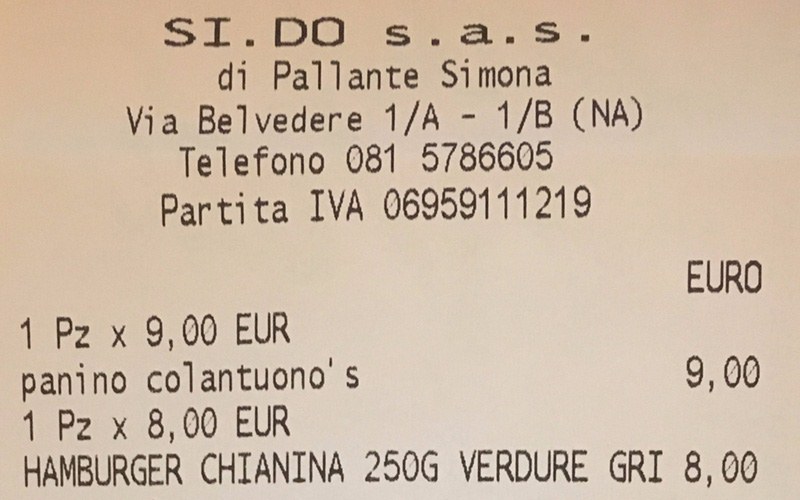 SI.DO s.a.s.
di Pallante Simona
Via Belvedere 1/A - 1/B (NA)
Telefono 081 5786605
Partita IVA 06959111219
EURO
1 Pz x 9,00 EUR
panino colantuono's 9,00
1 Pz x 8,00 EUR
HAMBURGER CHIANINA 250G VERDURE GRI 8,00